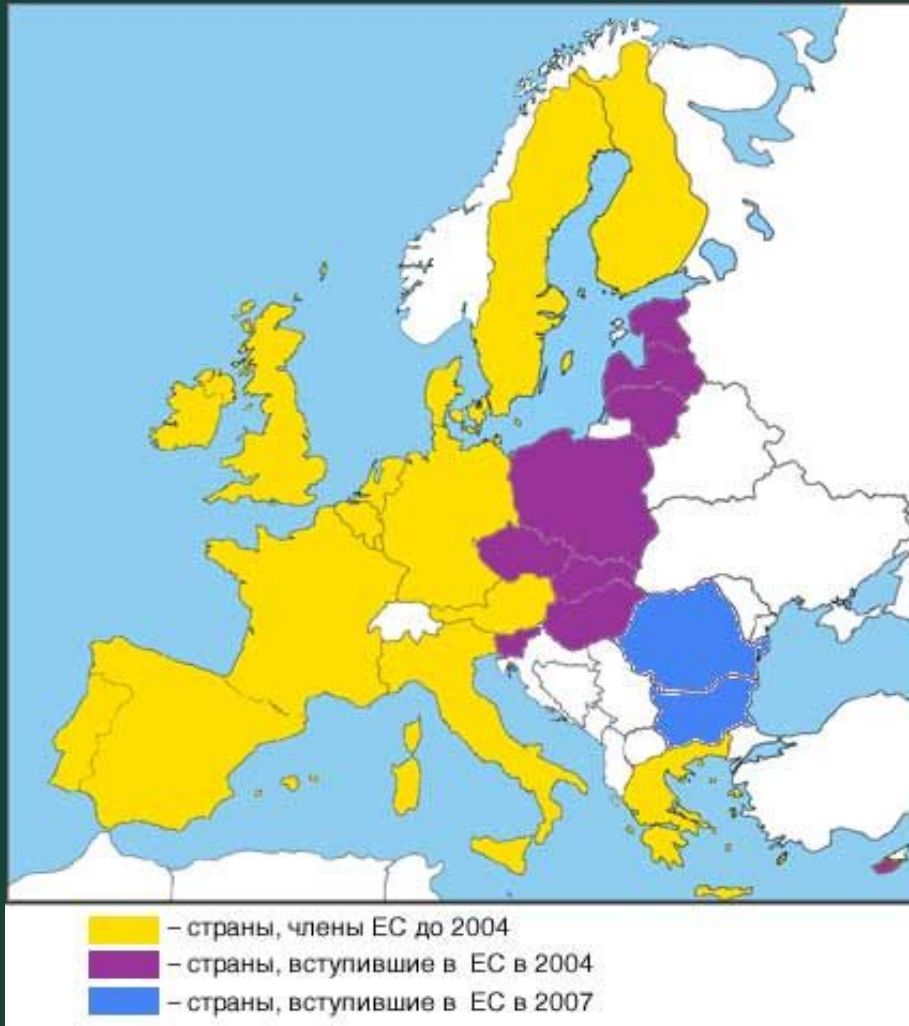 – страны, члены ЕС до 2004
– страны, вступившие в ЕС в 2004
– страны, вступившие в ЕС в 2007